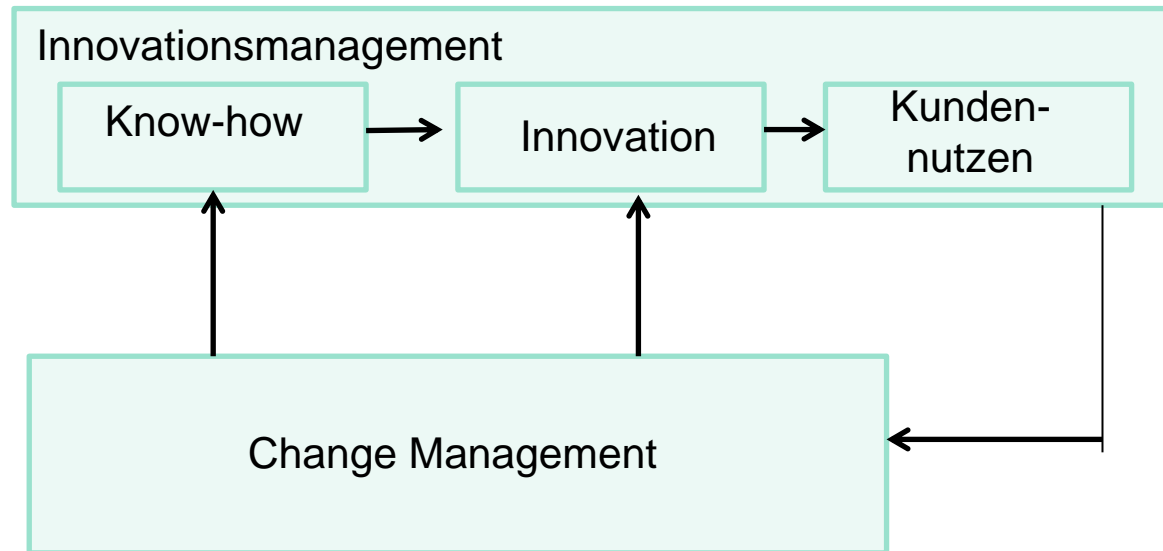 Innovationsmanagement
Know-how
Innovation
Kunden-
nutzen
Change Management